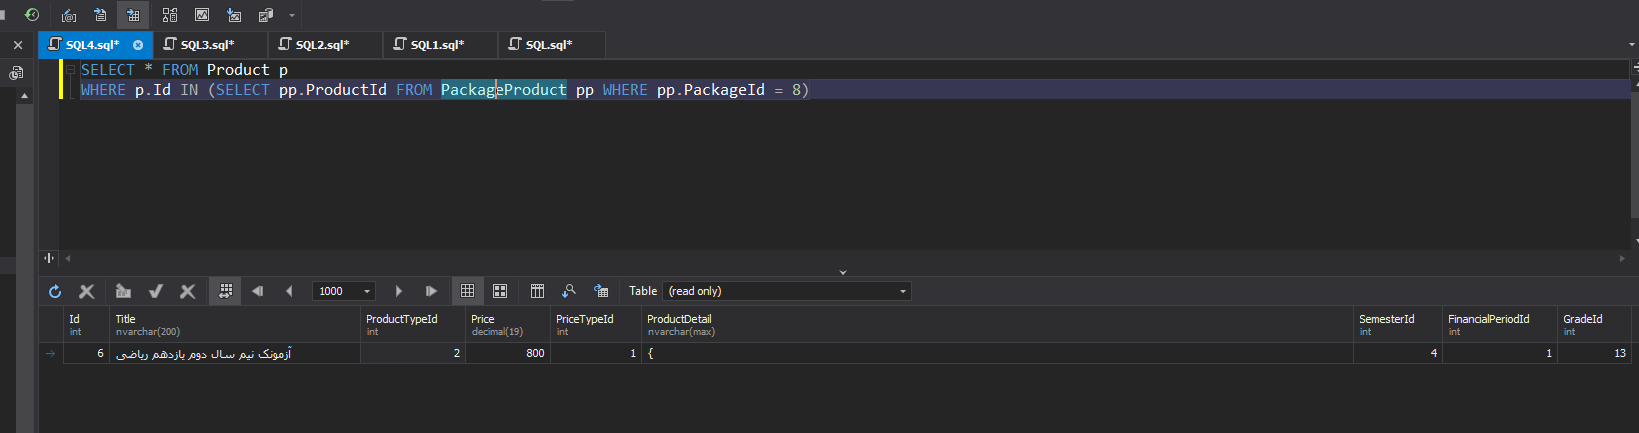 SQL4.sql* SQL3.sql* SQL2.sql* SQL1.sql* SQL.sql*
SELECT * FROM Product p
WHERE p.Id IN (SELECT pp.ProductId FROM PackageProduct pp WHERE pp.PackageId = 8)
1000 Table (read only)
Id Title ProductTypeId Price PriceTypeId ProductDetail SemesterId FinancialPeriodId GradeId
int nvarchar(200) int decimal(19) int nvarchar(max) int int int
6 آزمونک نیم سال دوم یازدهم ریاضی 2 800 1 { 4 1 13